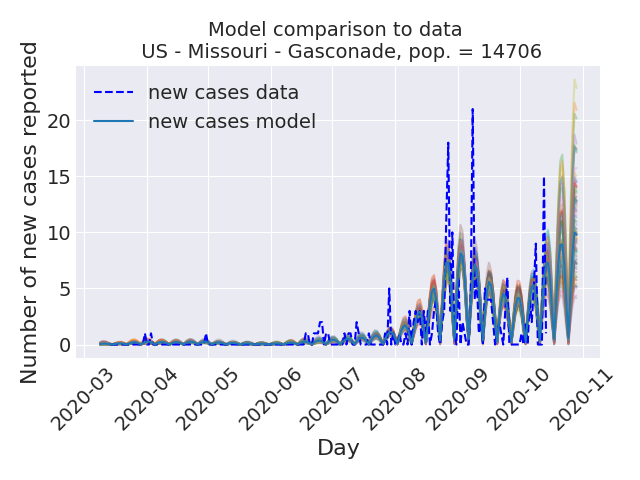 Model comparison to data
US - Missouri - Gasconade, pop. = 14706
Number of new cases reported
new cases data
new cases model
20
15
10
5
0
2020-03
2020-04
2020-05
2020-06
2020-07
2020-08
2020-09
2020-10
2020-11
Day